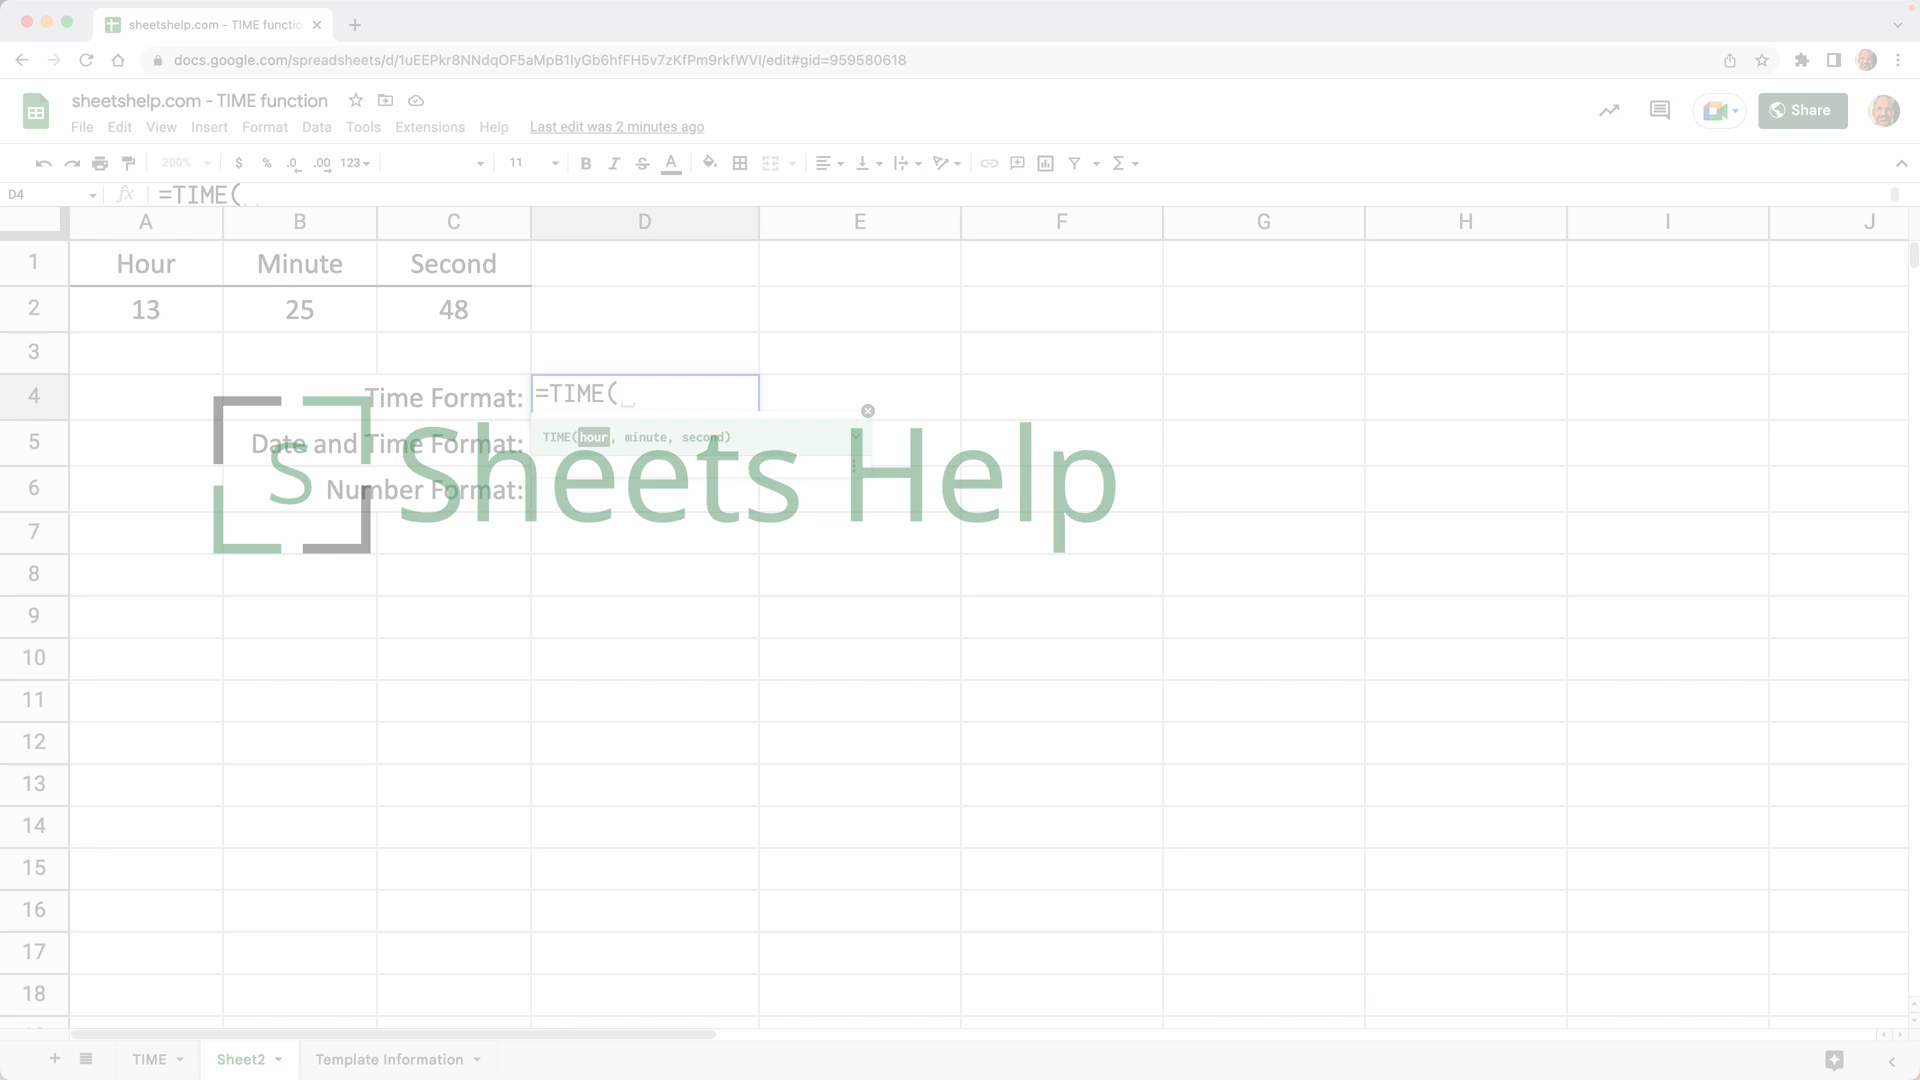 sheetshelp.com - TIME functio
docs.google.com/spreadsheets/d/1uEEPkr8NNdqOF5aMpB1lyGb6hfFH5v7zKfPm9rkfWVI/edit#gid=959580618
sheetshelp.com - TIME function
File Edit View Insert Format Data Tools Extensions Help Last edit was 2 minutes ago
Share
200% $ % .0 .00 123 11 B I S A Σ
D4 fx =TIME(
A B C D E F G H I J
1 Hour Minute Second
2 13 25 48
3
4 Time Format: =TIME(
TIME(hour, minute, second)
5 Date and Time Format:
S Sheets Help
6 Number Format:
7
8
9
10
11
12
13
14
15
16
17
18
TIME Sheet2 Template Information